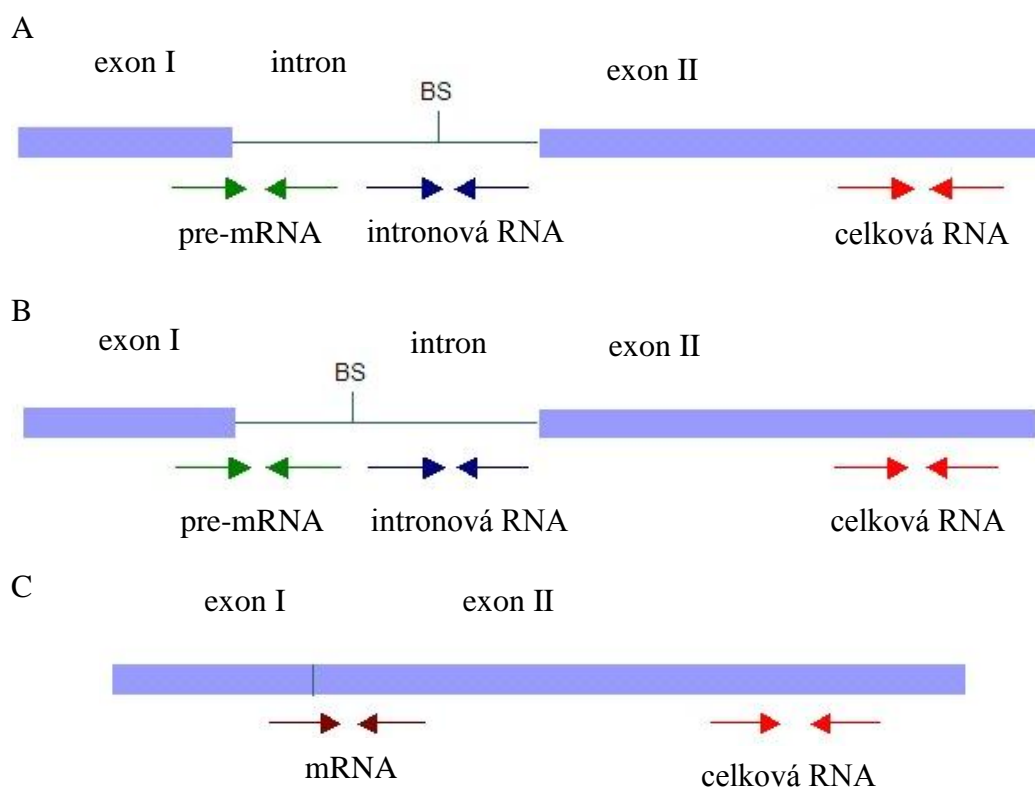 A
exon I intron exon II
BS
pre-mRNA intronová RNA celková RNA
B
exon I intron exon II
BS
pre-mRNA intronová RNA celková RNA
C
exon I exon II
mRNA celková RNA